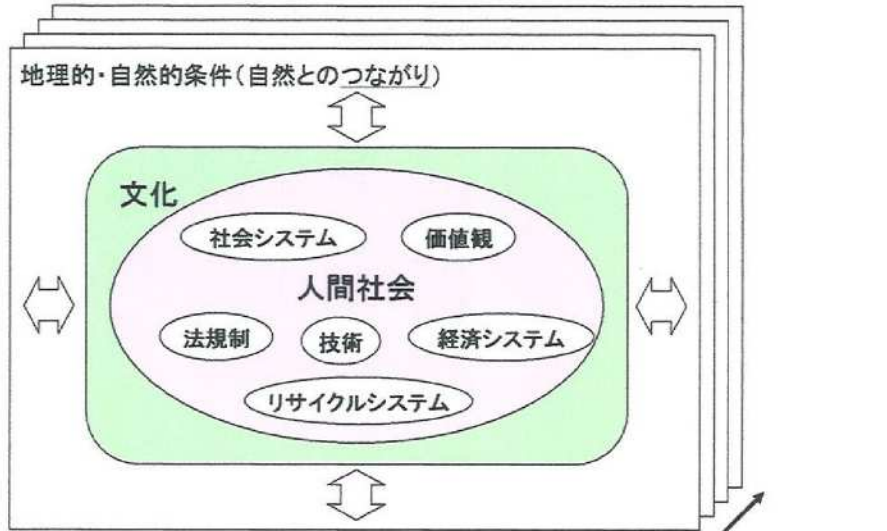 地理的・自然的条件(自然とのつながり)
文化
社会システム
価値観
人間社会
法規制
技術
経済システム
リサイクルシステム